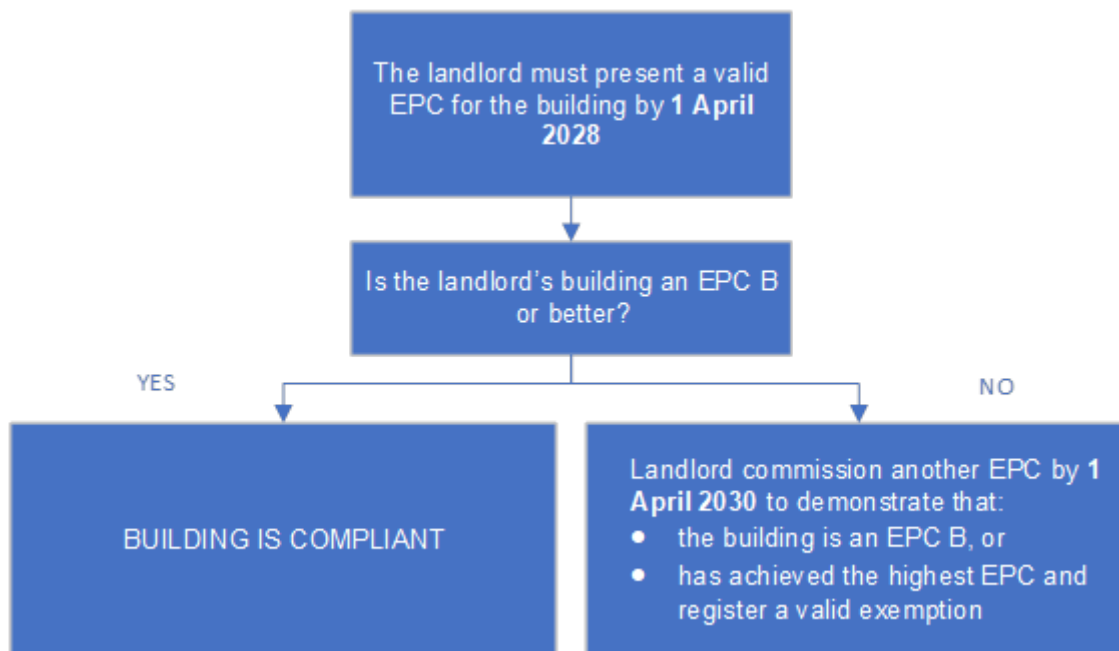 The landlord must present a valid
EPC for the building by 1 April
2028
Is the landlord's building an EPC B
or better?
YES
NO
BUILDING IS COMPLIANT
Landlord commission another EPC by 1
April 2030 to demonstrate that:
● the building is an EPC B, or
● has achieved the highest EPC and
register a valid exemption